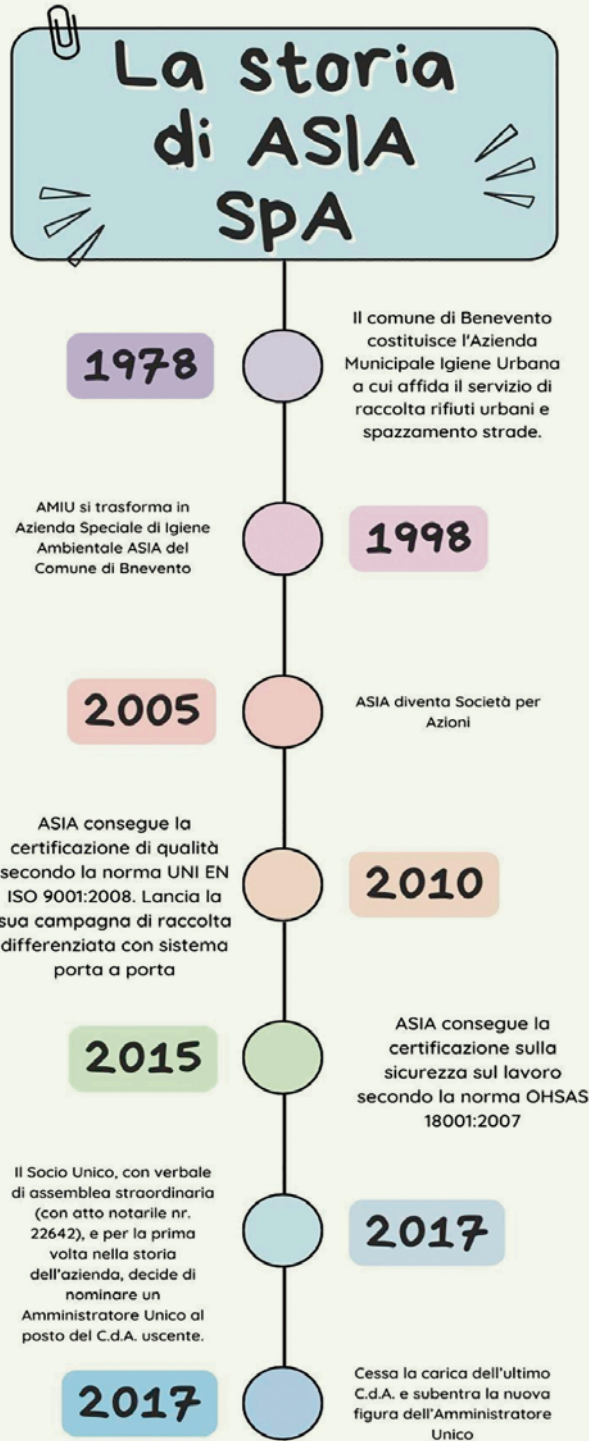 La storia
di ASIA
SpA
1978
Il comune di Benevento
costituisce l'Azienda
Municipale Igiene Urbana
a cui affida il servizio di
raccolta rifiuti urbani e
spazzamento strade.
1998
AMIU si trasforma in
Azienda Speciale di Igiene
Ambientale ASIA del
Comune di Bnevento
2005
ASIA diventa Società per
Azioni
2010
ASIA consegue la
certificazione di qualità
secondo la norma UNI EN
ISO 9001:2008. Lancia la
sua campagna di raccolta
differenziata con sistema
porta a porta
2015
ASIA consegue la
certificazione sulla
sicurezza sul lavoro
secondo la norma OHSAS
18001:2007
2017
Il Socio Unico, con verbale
di assemblea straordinaria
(con atto notarile nr.
22642), e per la prima
volta nella storia
dell'azienda, decide di
nominare un
Amministratore Unico al
posto del C.d.A. uscente.
2017
Cessa la carica dell'ultimo
C.d.A. e subentra la nuova
figura dell'Amministratore
Unico